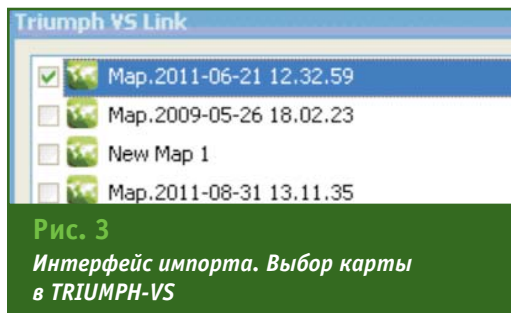 Triumph VS Link
Map.2011-06-21 12.32.59
Map.2009-05-26 18.02.23
New Map 1
Map.2011-08-31 13.11.35
Рис. 3
Интерфейс импорта. Выбор карты
в TRIUMPH-VS